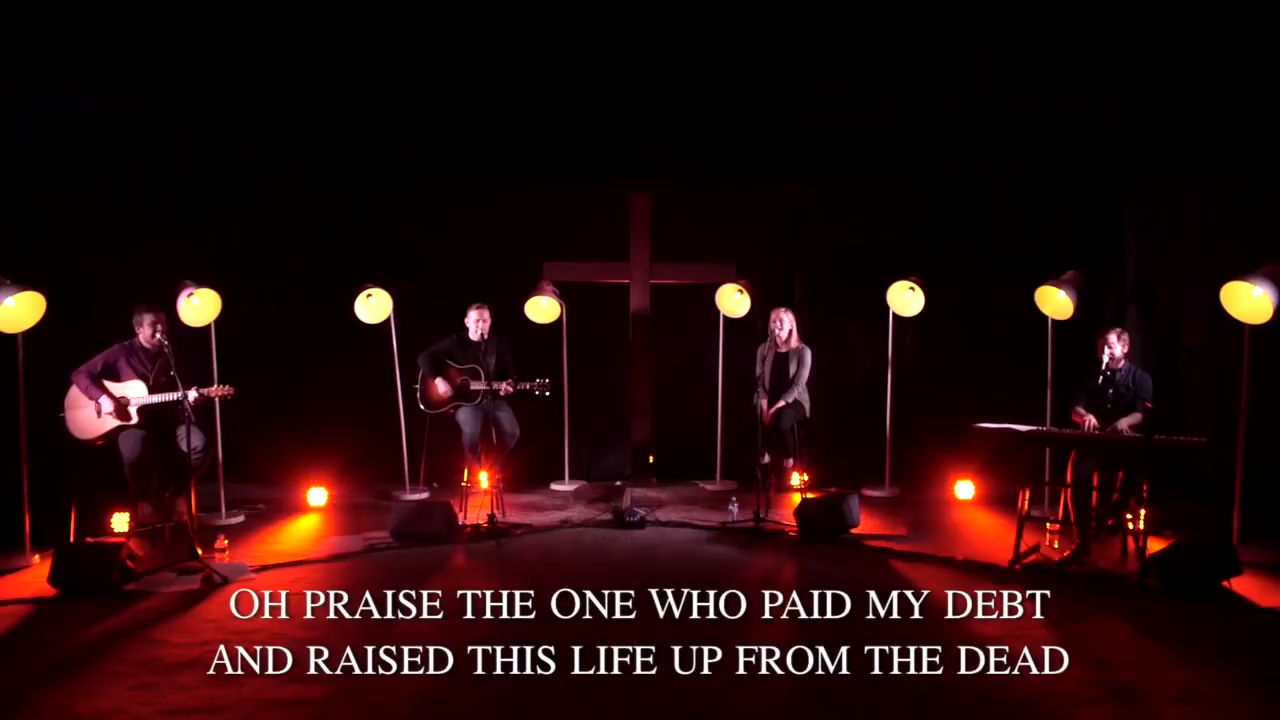 OH PRAISE THE ONE WHO PAID MY DEBT
AND RAISED THIS LIFE UP FROM THE DEAD